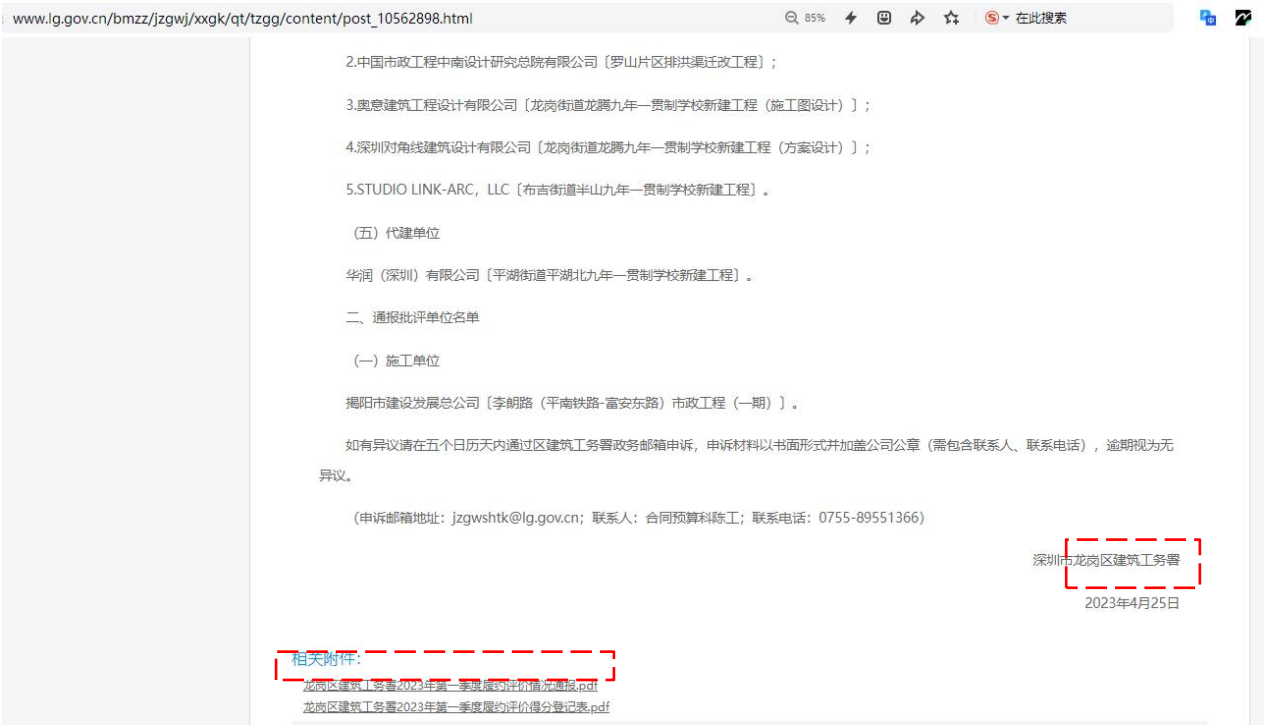 www.lg.gov.cn/bmzz/jzgwj/xxgk/qt/tzgg/content/post_10562898.html 85% 在此搜索
2.中国市政工程中南设计研究总院有限公司〔罗山片区排洪渠迁改工程〕；
3.奥意建筑工程设计有限公司〔龙岗街道龙腾九年一贯制学校新建工程（施工图设计）〕；
4.深圳对角线建筑设计有限公司〔龙岗街道龙腾九年一贯制学校新建工程（方案设计）〕；
5.STUDIO LINK-ARC, LLC〔布吉街道半山九年一贯制学校新建工程〕。
（五）代建单位
华润（深圳）有限公司〔平湖街道平湖北九年一贯制学校新建工程〕。
二、通报批评单位名单
（一）施工单位
揭阳市建设发展总公司〔李朗路（平南铁路-富安东路）市政工程（一期）〕。
如有异议请在五个日历天内通过区建筑工务署政务邮箱申诉，申诉材料以书面形式并加盖公司公章（需包含联系人、联系电话），逾期视为无
异议。
（申诉邮箱地址：jzgwshtk@lg.gov.cn；联系人：合同预算科陈工；联系电话：0755-89551366）
深圳市龙岗区建筑工务署
2023年4月25日
相关附件：
龙岗区建筑工务署2023年第一季度履约评价情况通报.pdf
龙岗区建筑工务署2023年第一季度履约评价得分登记表.pdf